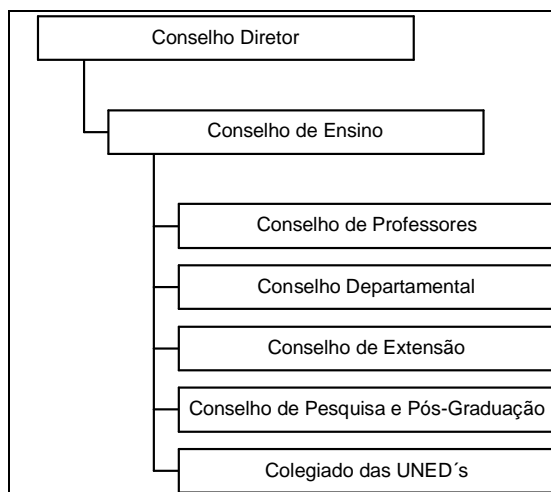 Conselho Diretor
Conselho de Ensino
Conselho de Professores
Conselho Departamental
Conselho de Extensão
Conselho de Pesquisa e Pós-Graduação
Colegiado das UNED´s